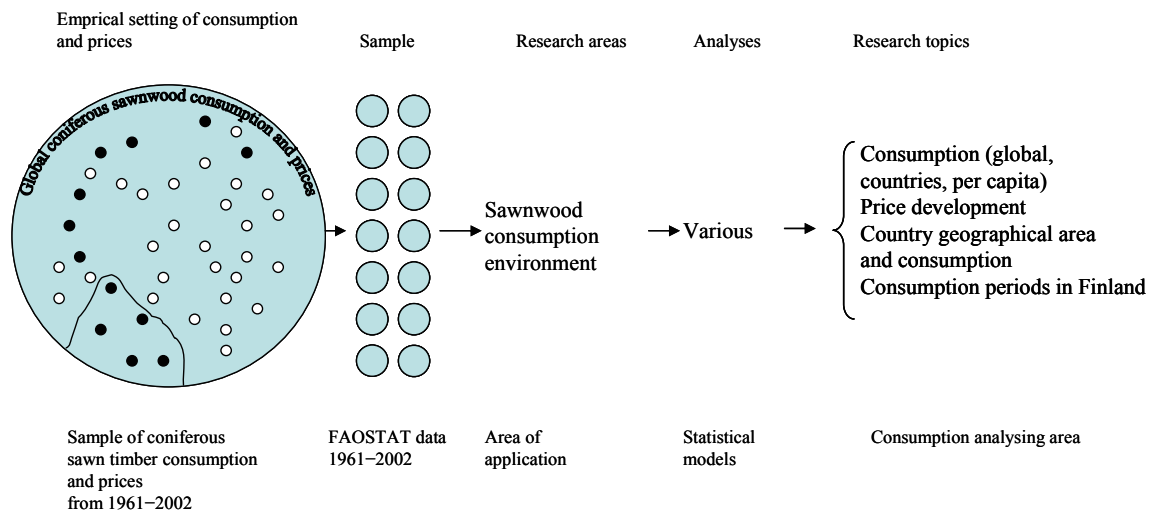 Emprical setting of consumption
and prices
Sample
Research areas
Analyses
Research topics
Global coniferous sawnwood consumption and prices
Sawnwood
consumption
environment
Various
Consumption (global,
countries, per capita)
Price development
Country geographical area
and consumption
Consumption periods in Finland
Sample of coniferous
sawn timber consumption
and prices
from 1961−2002
FAOSTAT data
1961−2002
Area of
application
Statistical
models
Consumption analysing area